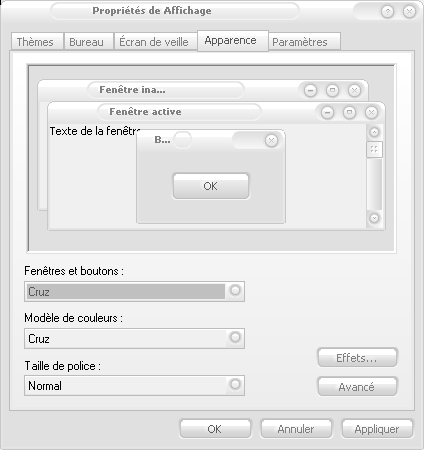 Propriétés de Affichage
Thèmes Bureau Écran de veille Apparence Paramètres
Fenêtre ina...
Fenêtre active
Texte de la fenêtre
B...
OK
Fenêtres et boutons :
Cruz
Modèle de couleurs :
Cruz
Effets...
Taille de police :
Normal
Avancé
OK Annuler Appliquer